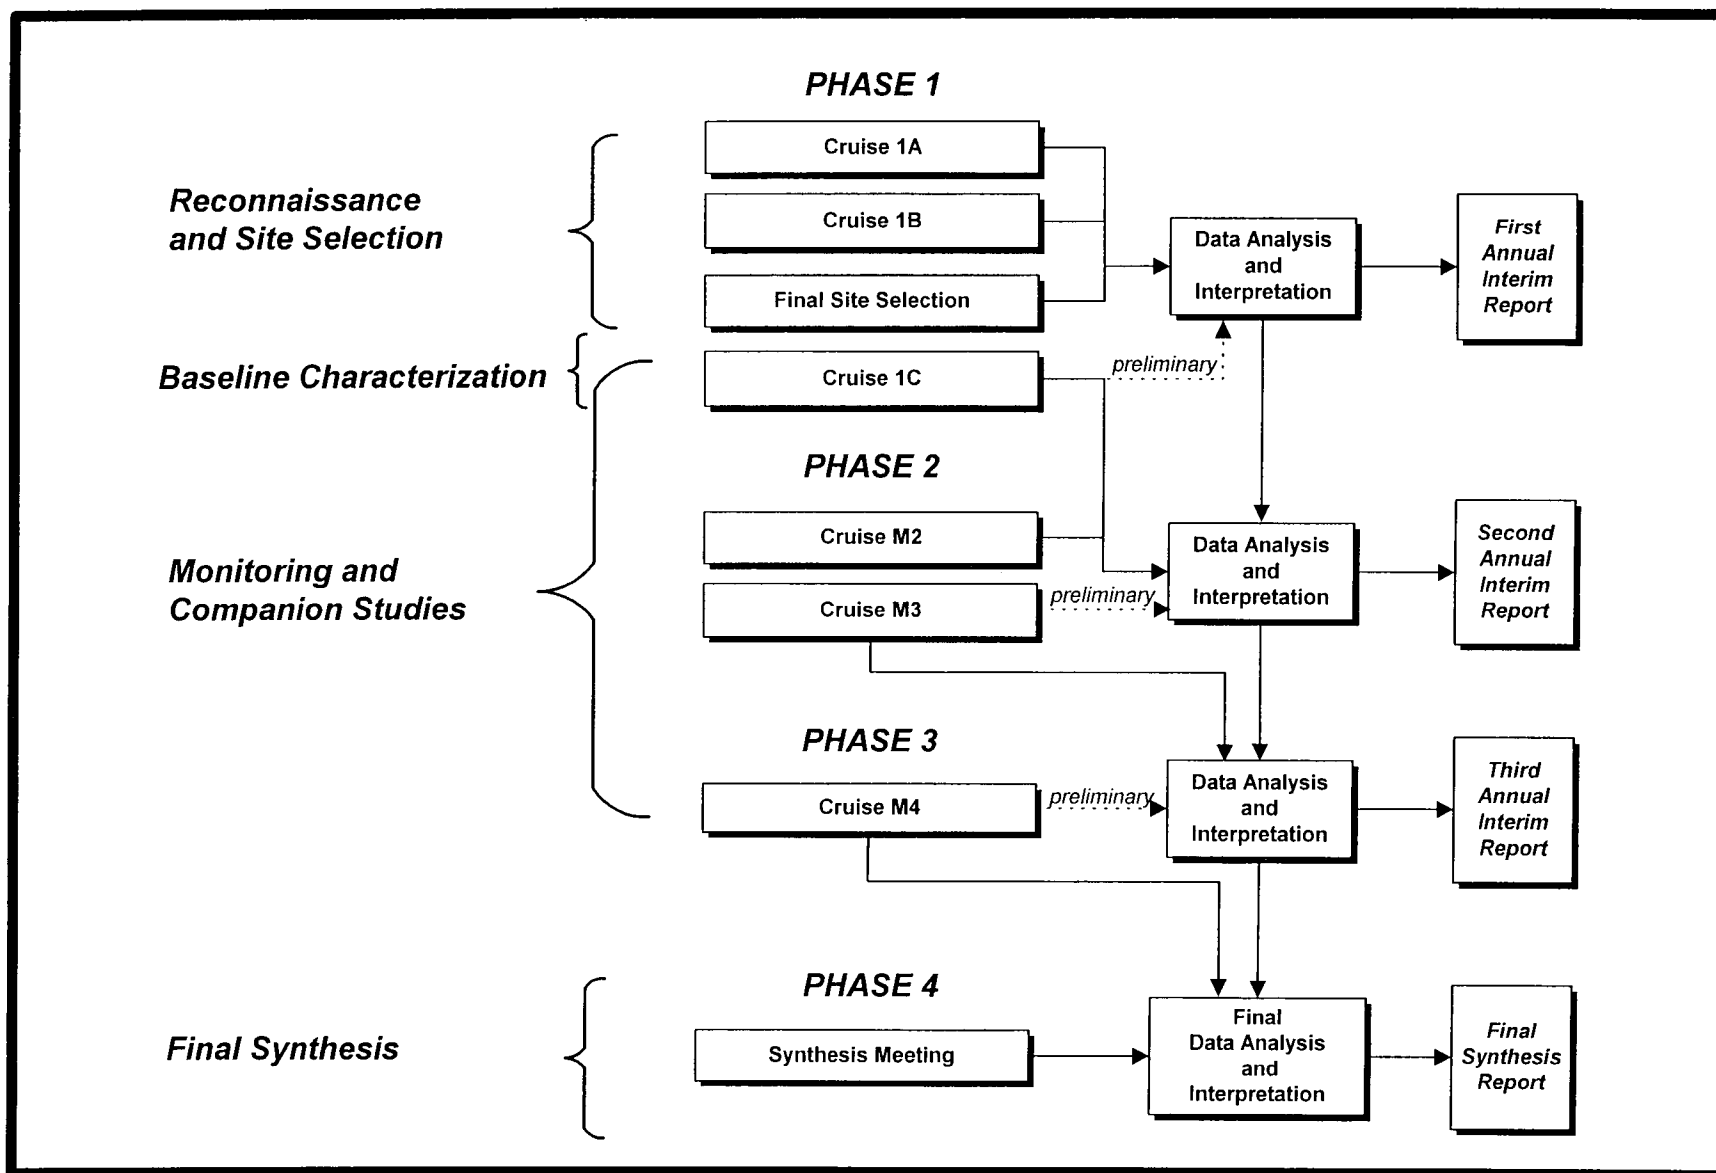 PHASE 1
Reconnaissance
and Site Selection
Cruise 1A
Cruise 1B
Final Site Selection
Data Analysis
and
Interpretation
First
Annual
Interim
Report
Baseline Characterization
Cruise 1C
preliminary
PHASE 2
Monitoring and
Companion Studies
Cruise M2
Cruise M3
preliminary
Data Analysis
and
Interpretation
Second
Annual
Interim
Report
PHASE 3
Cruise M4
preliminary
Data Analysis
and
Interpretation
Third
Annual
Interim
Report
PHASE 4
Final Synthesis
Synthesis Meeting
Final
Data Analysis
and
Interpretation
Final
Synthesis
Report